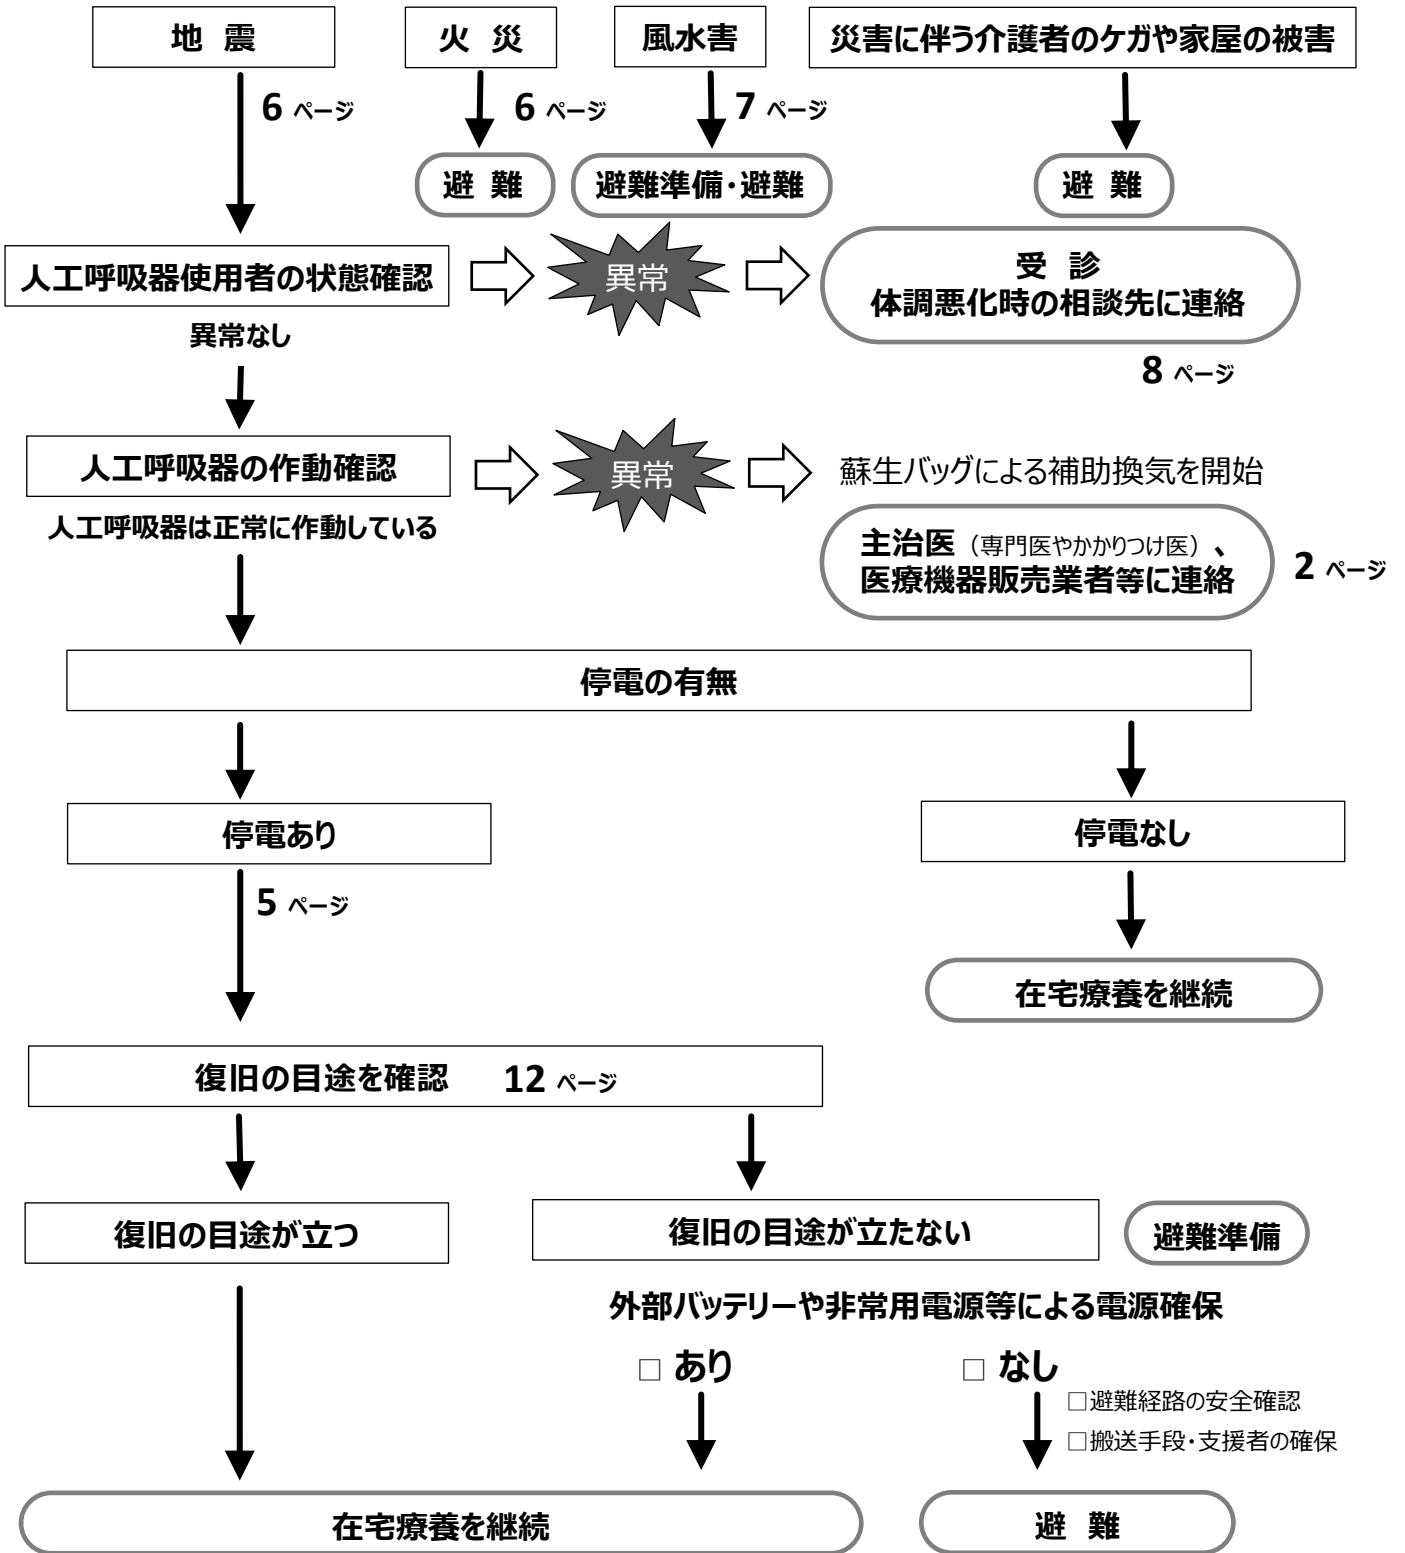 地 震
火 災
風水害
災害に伴う介護者のケガや家屋の被害
6 ページ
6 ページ
7 ページ
避 難
避難準備・避難
避 難
人工呼吸器使用者の状態確認
異常
受 診
体調悪化時の相談先に連絡
異常なし
8 ページ
人工呼吸器の作動確認
異常
蘇生バッグによる補助換気を開始
人工呼吸器は正常に作動している
主治医（専門医やかかりつけ医）、
医療機器販売業者等に連絡
2 ページ
停電の有無
停電あり
停電なし
5 ページ
在宅療養を継続
復旧の目途を確認 12 ページ
復旧の目途が立つ
復旧の目途が立たない
避難準備
外部バッテリーや非常用電源等による電源確保
□ あり
□ なし
□避難経路の安全確認
□搬送手段・支援者の確保
在宅療養を継続
避 難